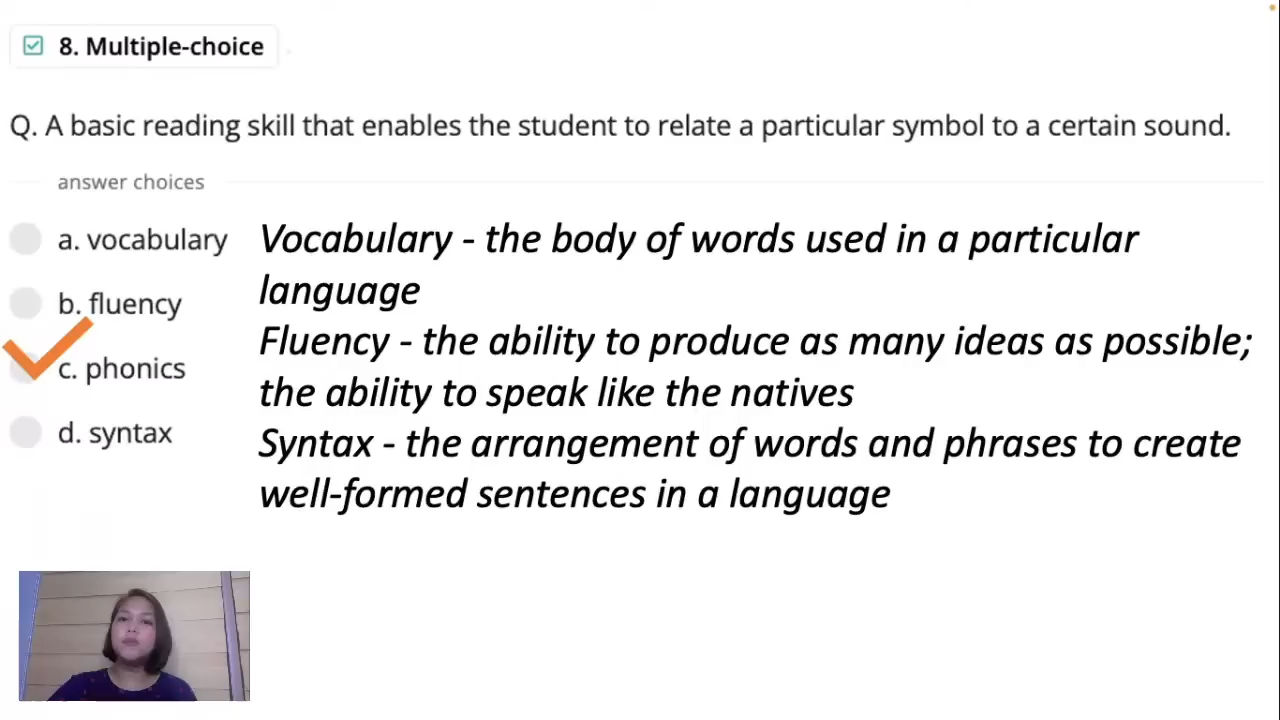 8. Multiple-choice
Q. A basic reading skill that enables the student to relate a particular symbol to a certain sound.
answer choices
a. vocabulary
b. fluency
c. phonics
d. syntax
Vocabulary - the body of words used in a particular
language
Fluency - the ability to produce as many ideas as possible;
the ability to speak like the natives
Syntax - the arrangement of words and phrases to create
well-formed sentences in a language